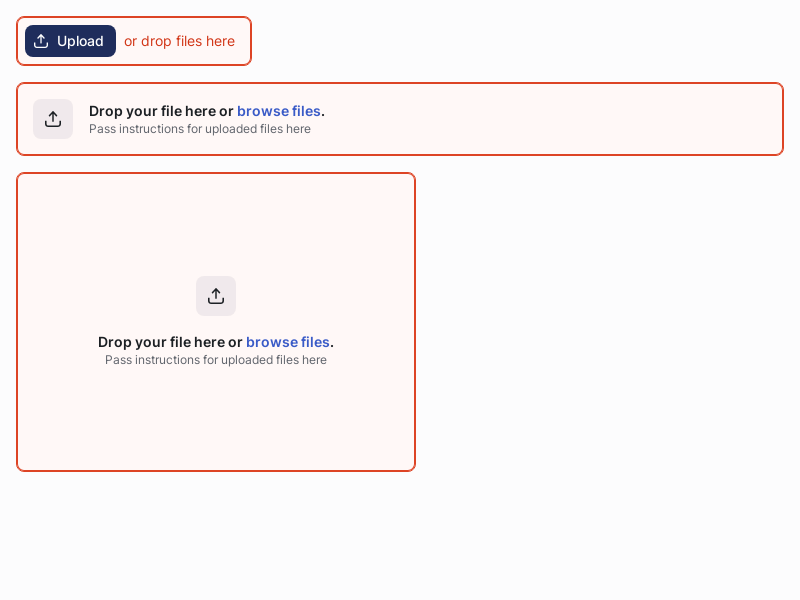 Upload or drop files here
Drop your file here or browse files.
Pass instructions for uploaded files here
Drop your file here or browse files.
Pass instructions for uploaded files here